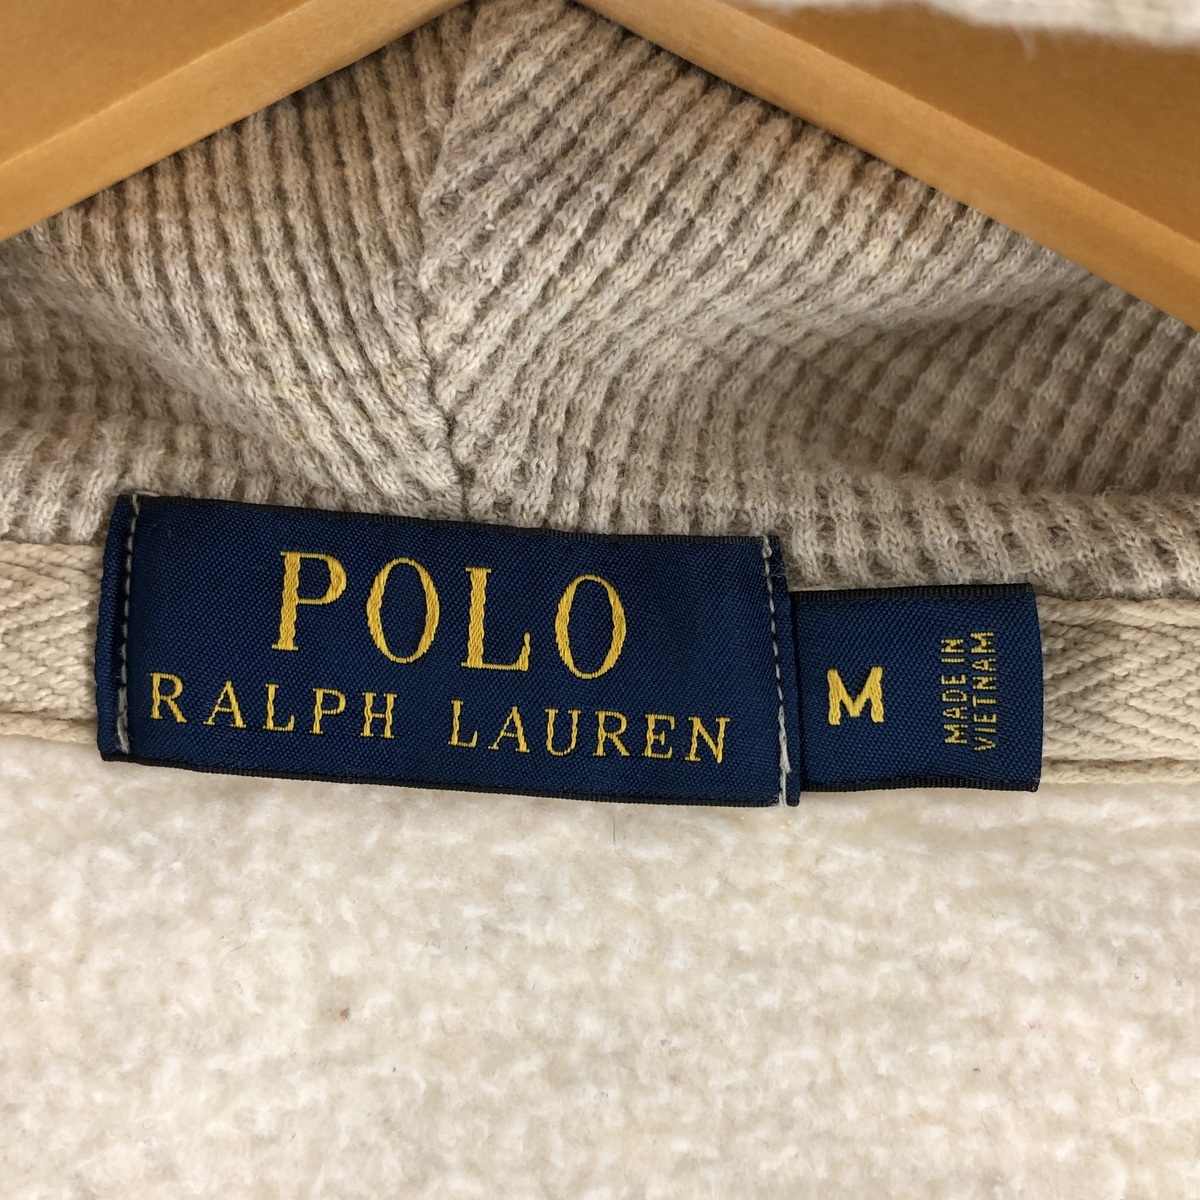 POLO
RALPH LAUREN
M
MADE IN
VIETNAM